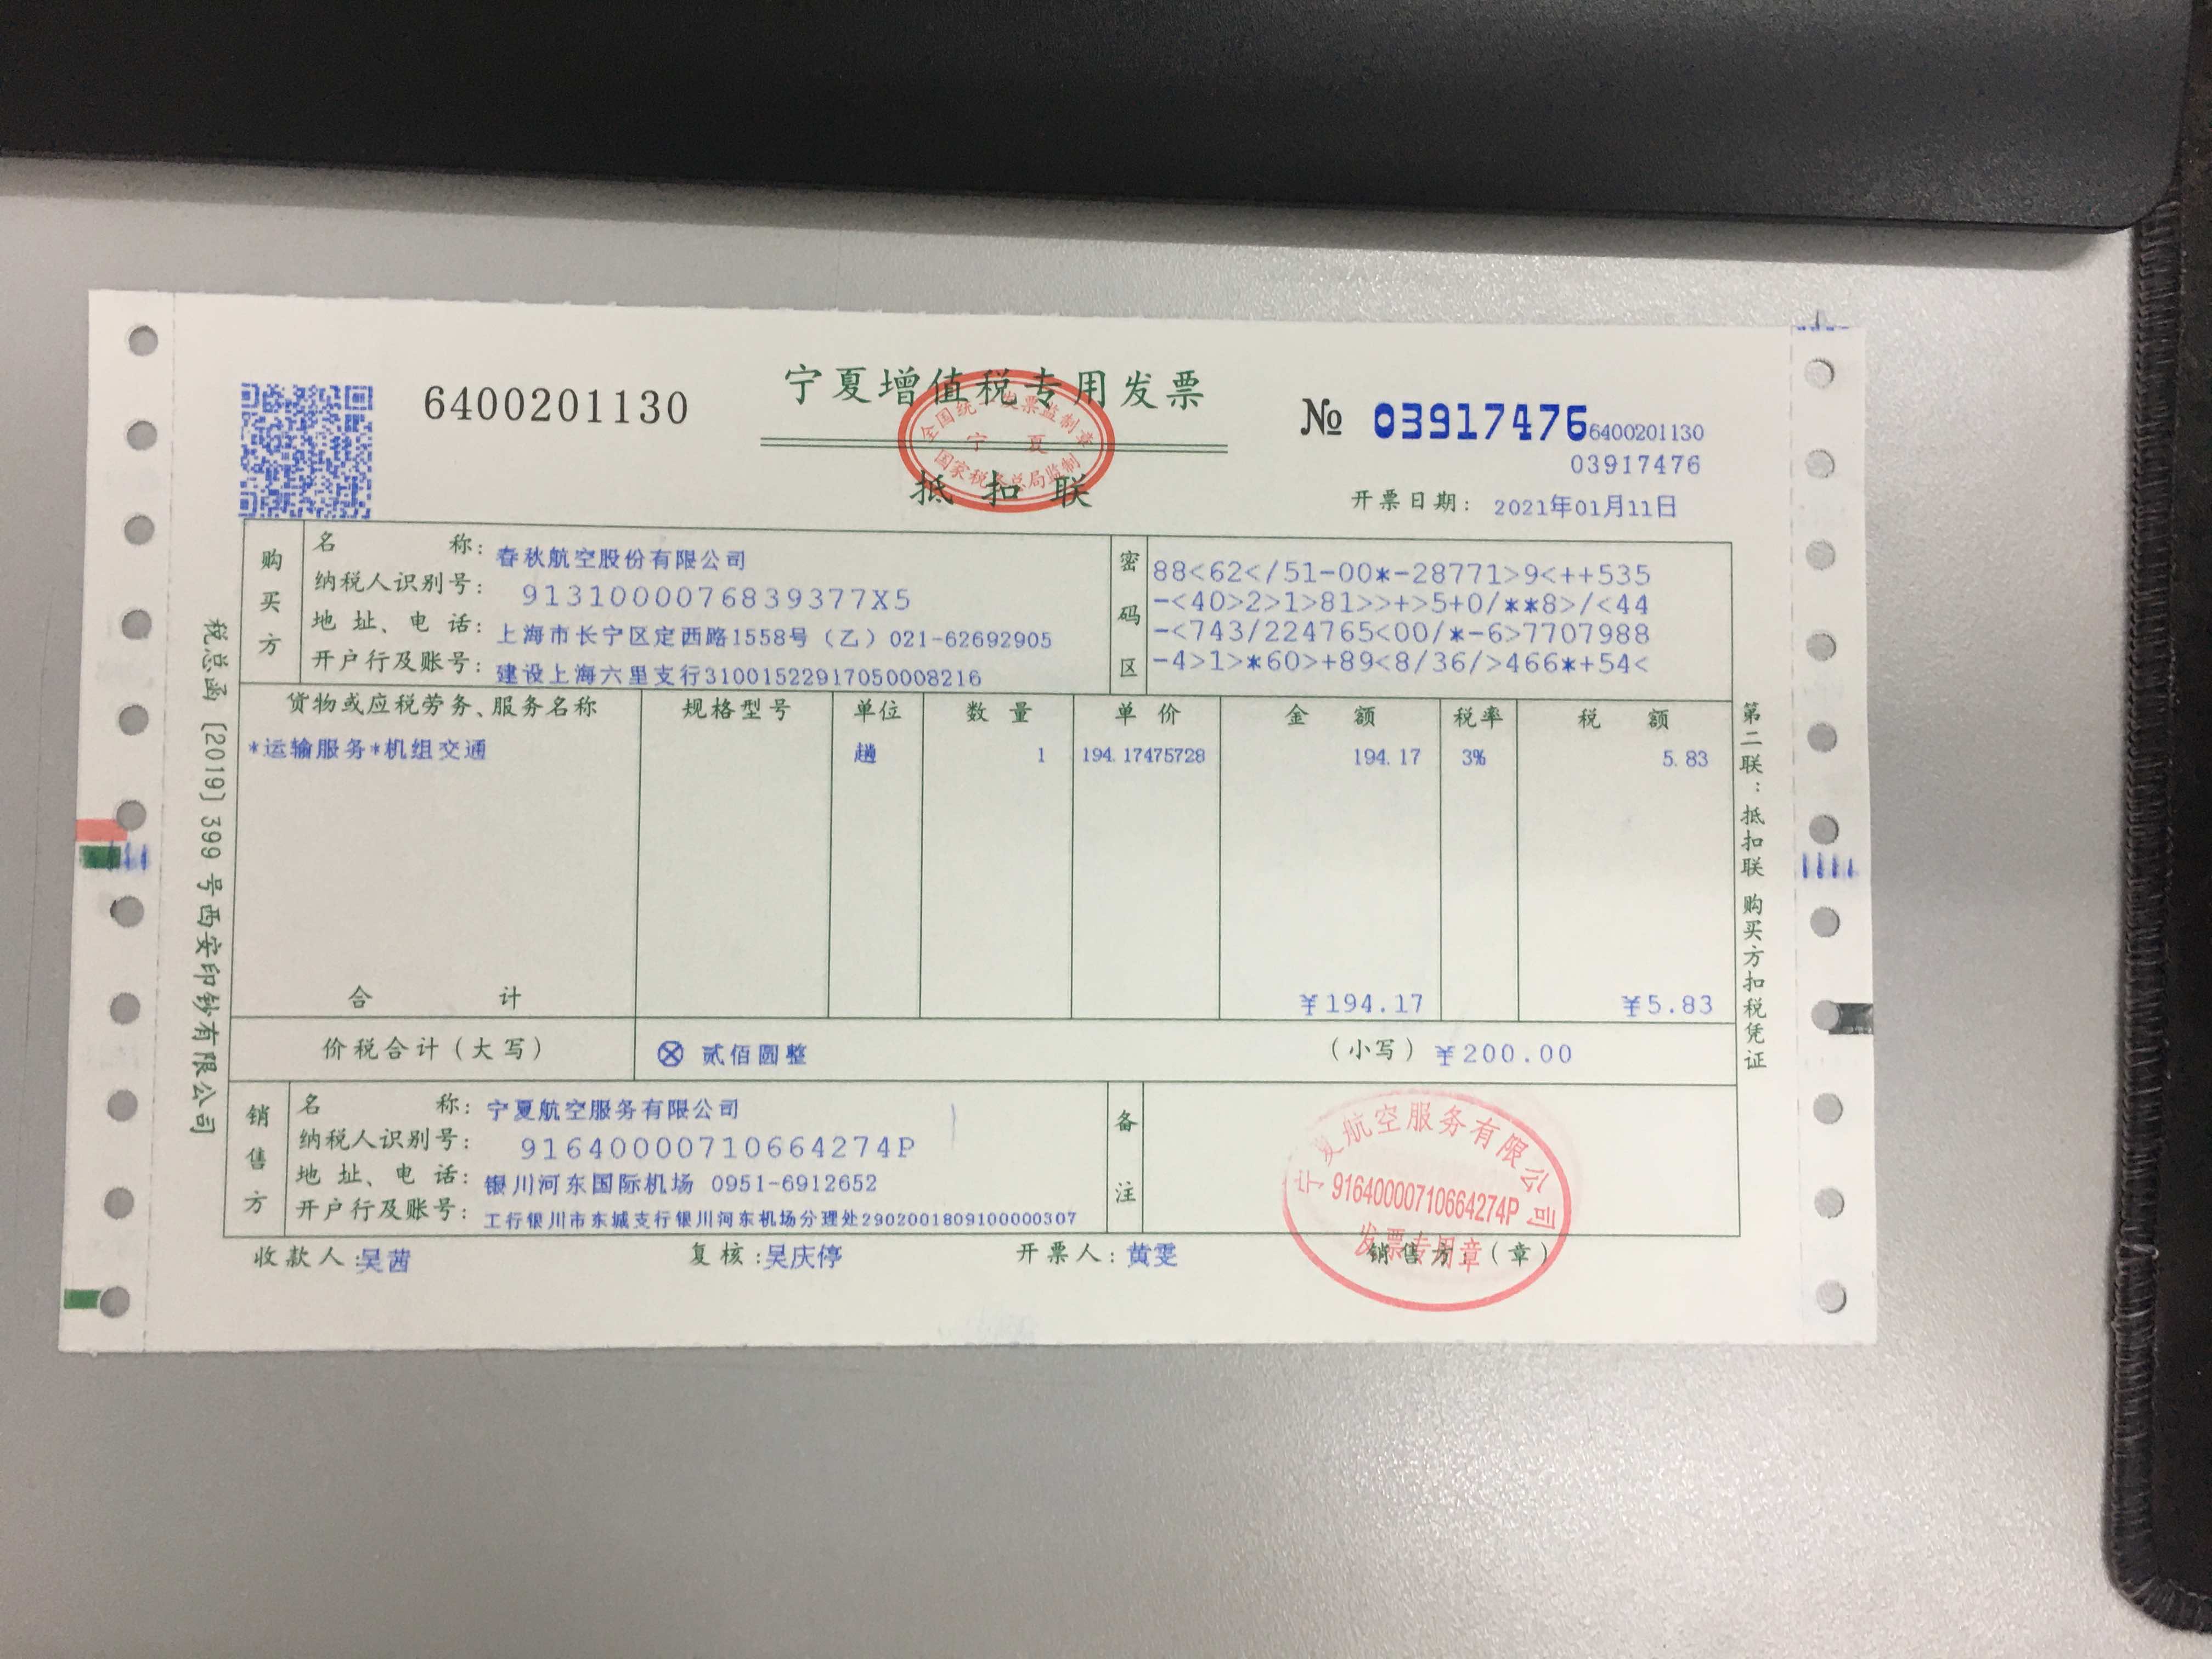 6400201130
宁夏增值税专用发票
抵扣联
№ 03917476
6400201130
03917476
开票日期: 2021年01月11日
全国统一发票监制章
宁夏
国家税务总局监制
税总函〔2019〕399号西安印钞有限公司
购买方
名称: 春秋航空股份有限公司
纳税人识别号: 91310000768393977X5
地址、电话: 上海市长宁区定西路1558号(乙) 021-62692905
开户行及账号: 建设上海六里支行31001522917050008216
密码区
88<62</51-00*-28771>9<++535
-<40>2>1>81>>+>5+0/**8>/<44
-<743/224765<00/*-6>7707988
-4>1>*60>+89<8/36/>466*+54<
货物或应税劳务、服务名称 规格型号 单位 数量 单价 金额 税率 税额
*运输服务*机组交通 趟 1 194.17475728 194.17 3% 5.83
合计 ¥194.17 ¥5.83
价税合计(大写) ⊗贰佰圆整 (小写) ¥200.00
销售方
名称: 宁夏航空服务有限公司
纳税人识别号: 91640000710664274P
地址、电话: 银川河东国际机场 0951-6912652
开户行及账号: 工行银川市东城支行银川河东机场分理处2902001809100000307
备注
收款人:吴茜 复核:吴庆停 开票人:黄雯 销售方:(章)
夏航空服务有限公司
91640000710664274P
发票专用章
第二联:抵扣联 购买方扣税凭证